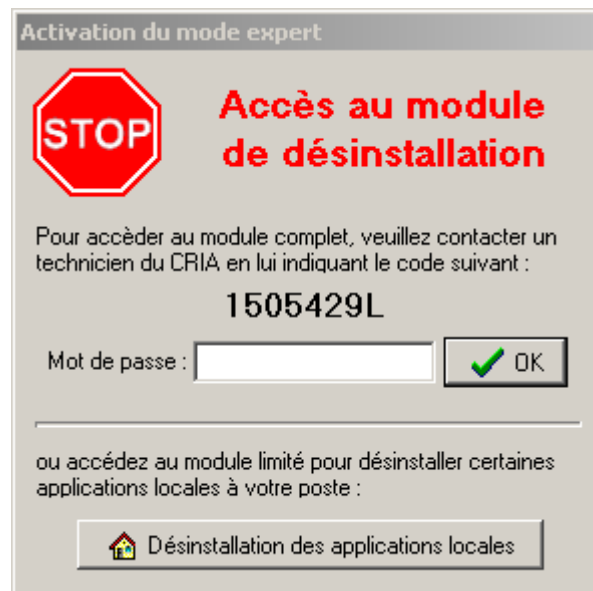 Activation du mode expert
STOP
Accès au module
de désinstallation
Pour accèder au module complet, veuillez contacter un
technicien du CRIA en lui indiquant le code suivant :
1505429L
Mot de passe :
OK
ou accédez au module limité pour désinstaller certaines
applications locales à votre poste :
Désinstallation des applications locales